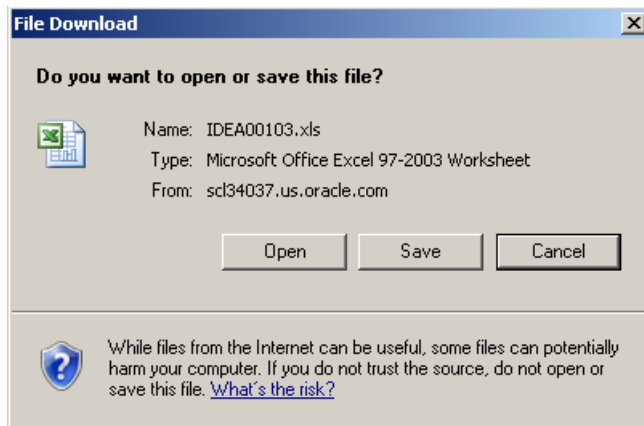 File Download
Do you want to open or save this file?
Name: IDEA00103.xls
Type: Microsoft Office Excel 97-2003 Worksheet
From: scl34037.us.oracle.com
Open Save Cancel
While files from the Internet can be useful, some files can potentially
harm your computer. If you do not trust the source, do not open or
save this file. What's the risk?